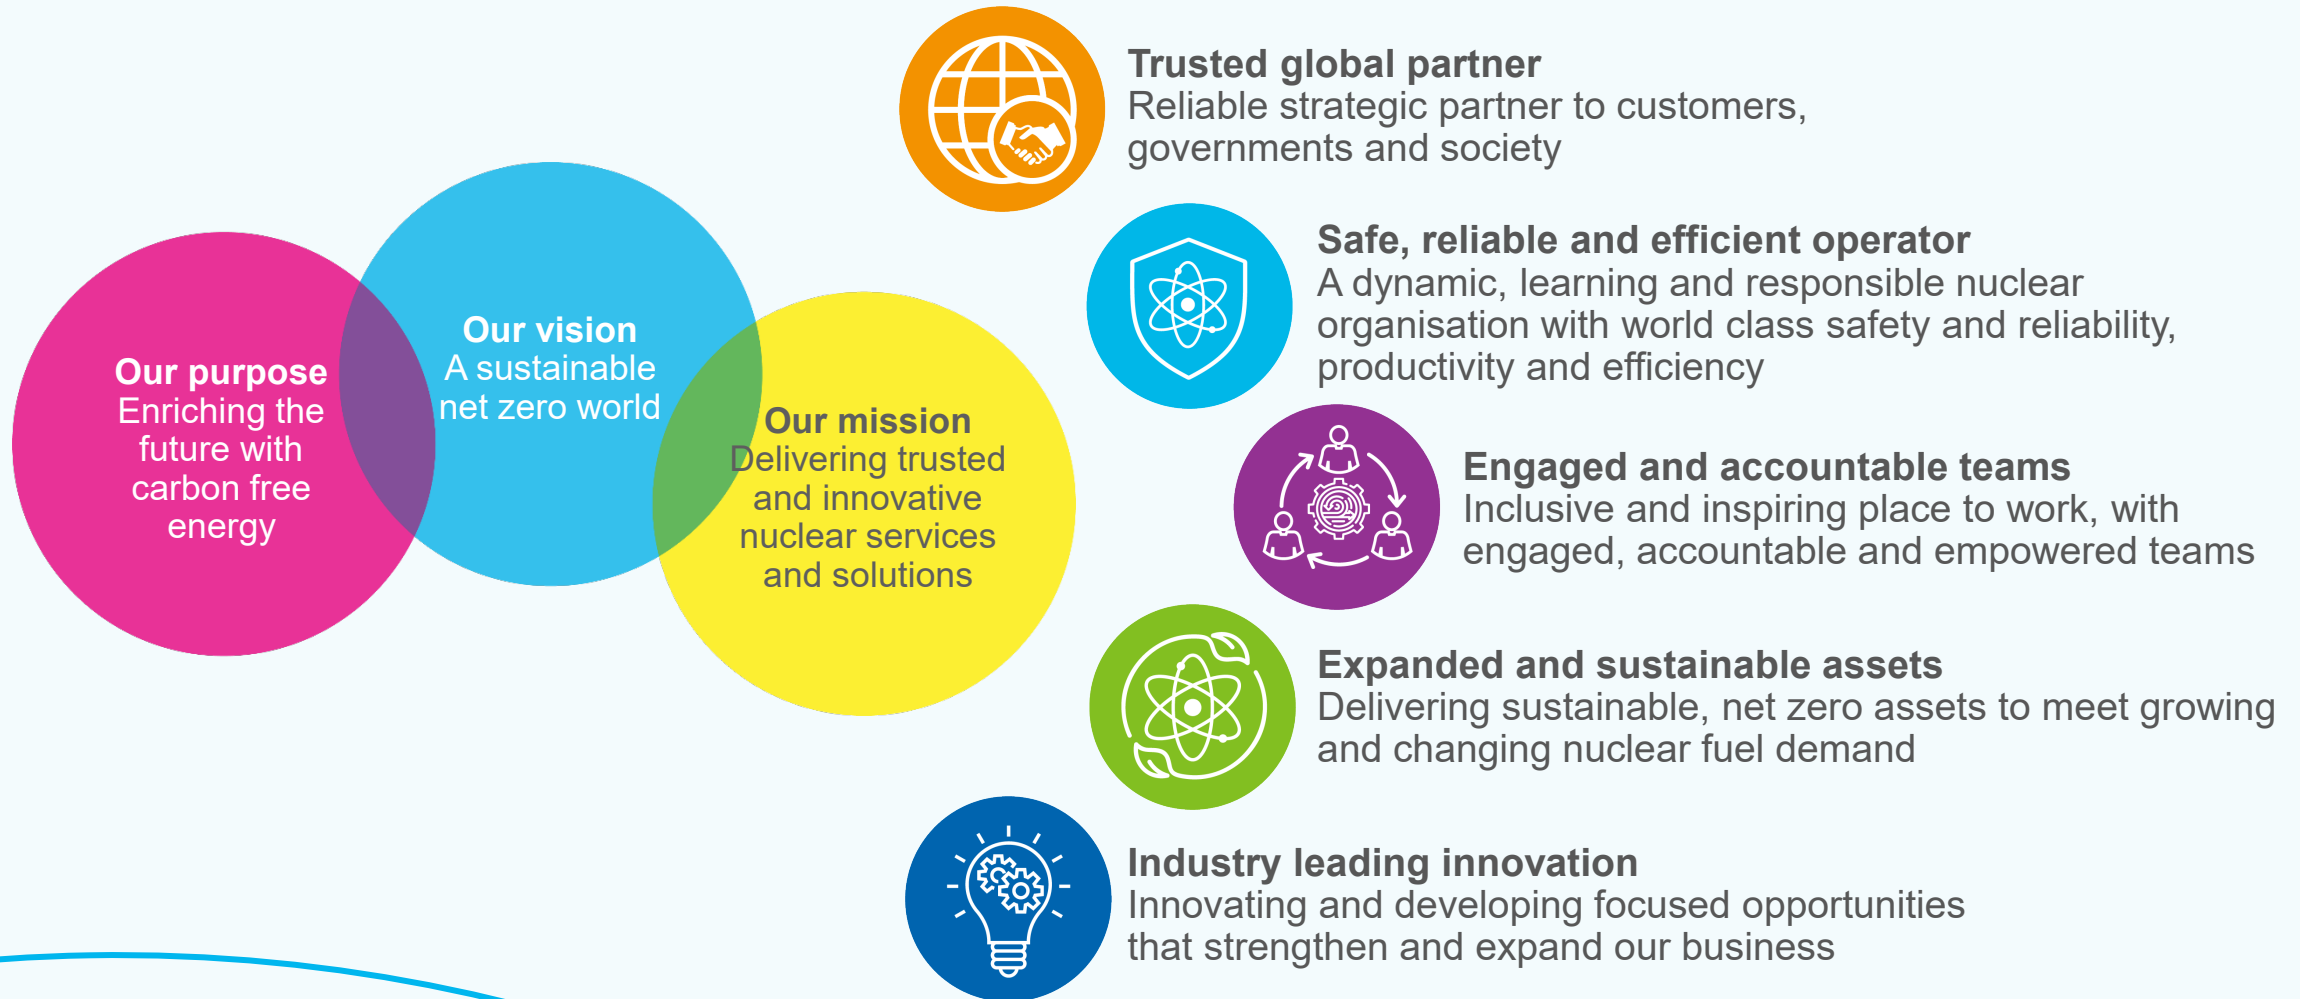 Our purpose
Enriching the
future with
carbon free
energy
Our vision
A sustainable
net zero world
Our mission
Delivering trusted
and innovative
nuclear services
and solutions
Trusted global partner
Reliable strategic partner to customers,
governments and society
Safe, reliable and efficient operator
A dynamic, learning and responsible nuclear
organisation with world class safety and reliability,
productivity and efficiency
Engaged and accountable teams
Inclusive and inspiring place to work, with
engaged, accountable and empowered teams
Expanded and sustainable assets
Delivering sustainable, net zero assets to meet growing
and changing nuclear fuel demand
Industry leading innovation
Innovating and developing focused opportunities
that strengthen and expand our business